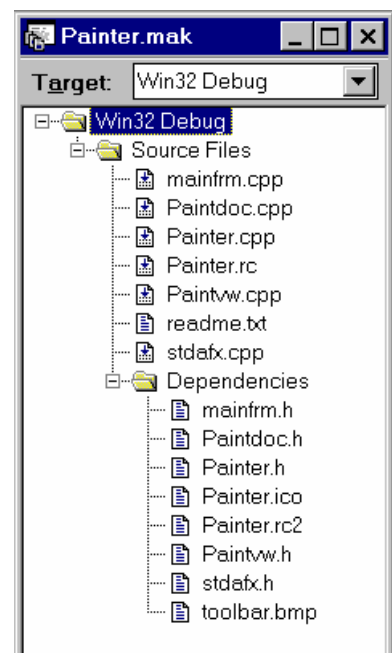 Painter.mak
Target: Win32 Debug
Win32 Debug
Source Files
mainfrm.cpp
Paintdoc.cpp
Painter.cpp
Painter.rc
Paintvw.cpp
readme.txt
stdafx.cpp
Dependencies
mainfrm.h
Paintdoc.h
Painter.h
Painter.ico
Painter.rc2
Paintvw.h
stdafx.h
toolbar.bmp